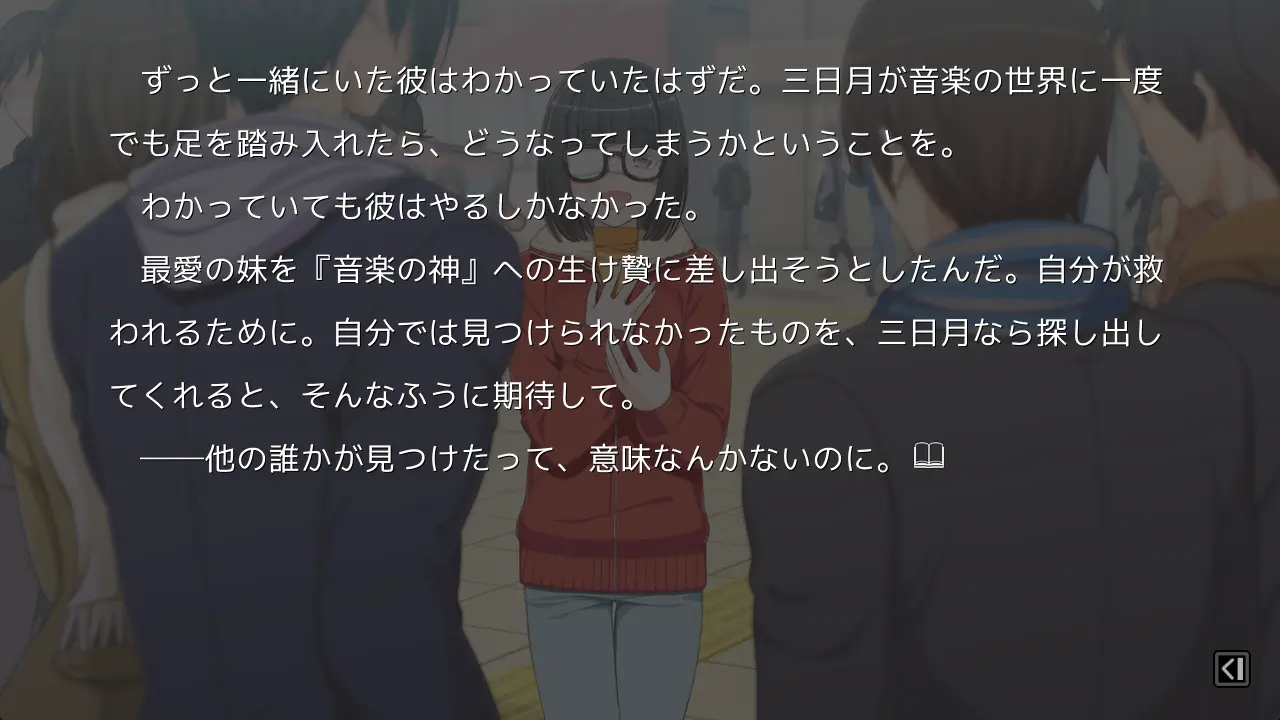 ずっと一緒にいた彼はわかっていたはずだ。三日月が音楽の世界に一度
でも足を踏み入れたら、どうなってしまうかということを。
わかっていても彼はやるしかなかった。
最愛の妹を『音楽の神』への生け贄に差し出そうとしたんだ。自分が救
われるために。自分では見つけられなかったものを、三日月なら探し出し
てくれると、そんなふうに期待して。
――他の誰かが見つけたって、意味なんかないのに。